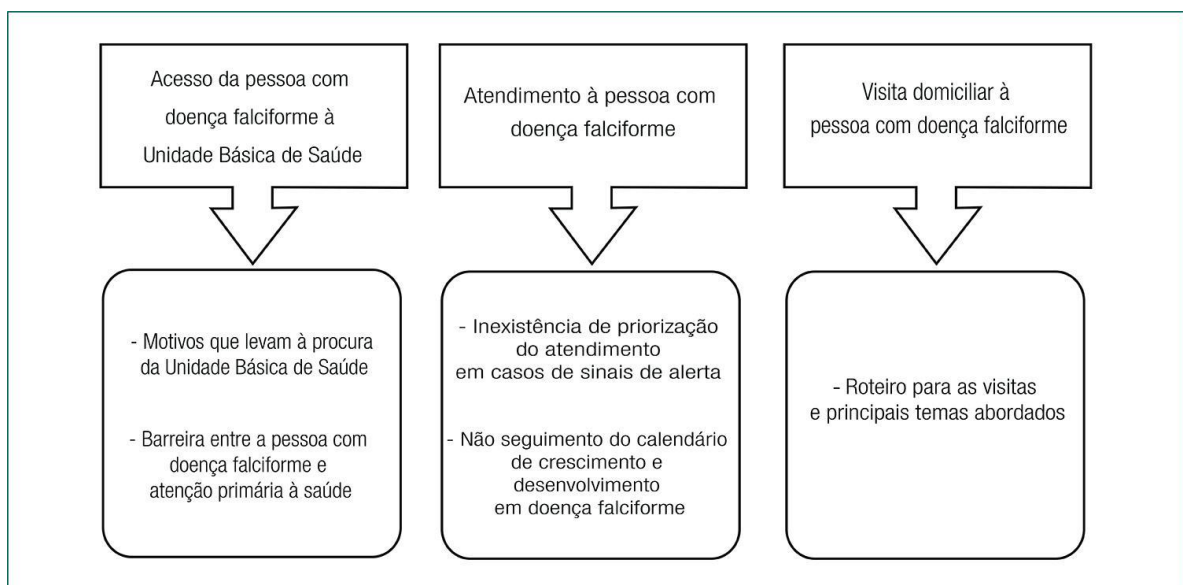 Acesso da pessoa com
doença falciforme à
Unidade Básica de Saúde
Atendimento à pessoa com
doença falciforme
Visita domiciliar à
pessoa com doença falciforme
- Motivos que levam à procura
da Unidade Básica de Saúde
- Barreira entre a pessoa com
doença falciforme e
atenção primária à saúde
- Inexistência de priorização
do atendimento
em casos de sinais de alerta
- Não seguimento do calendário
de crescimento e
desenvolvimento
em doença falciforme
- Roteiro para as visitas
e principais temas abordados